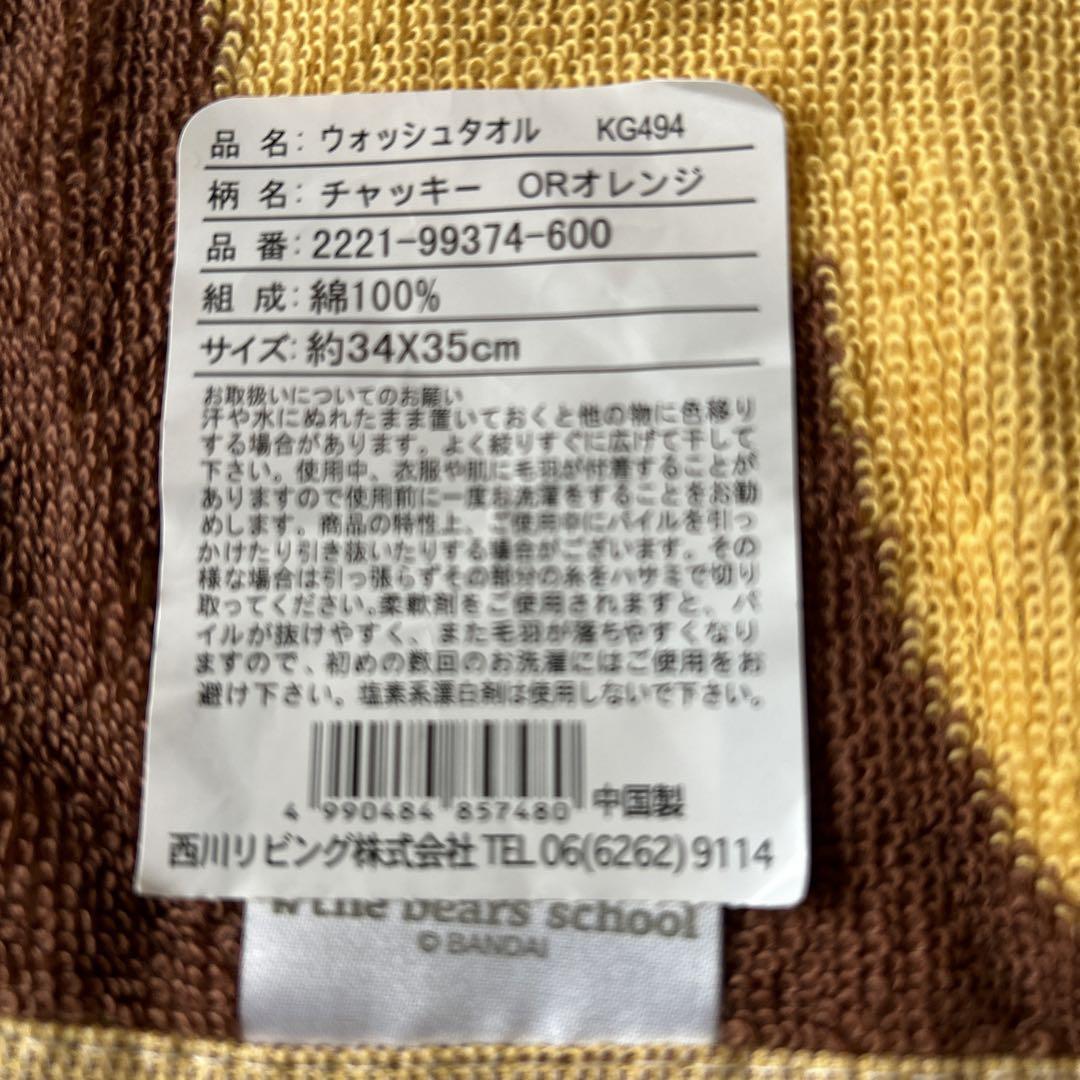 品 名: ウォッシュタオル KG494
柄 名: チャッキー ORオレンジ
品 番: 2221-99374-600
組 成: 綿100%
サイズ: 約34X35cm
お取扱いについてのお願い
汗や水にぬれたまま置いておくと他の物に色移り
する場合があります。よく絞りすぐに広げて干して
下さい。使用中、衣服や肌に毛羽が付着することが
ありますので使用前に一度お洗濯をすることをお勧
めします。商品の特性上、ご使用中にパイルを引っ
かけたり引き抜いたりする場合がございます。その
様な場合は引っ張らずその部分の糸をハサミで切り
取ってください。柔軟剤をご使用されますと、パ
イルが抜けやすく、また毛羽が落ちやすくなり
ますので、初めの数回のお洗濯にはご使用をお
避け下さい。塩素系漂白剤は使用しないで下さい。
4 990484 857480 中国製
西川リビング株式会社 TEL 06(6262)9114
the bears school
© BANDAI